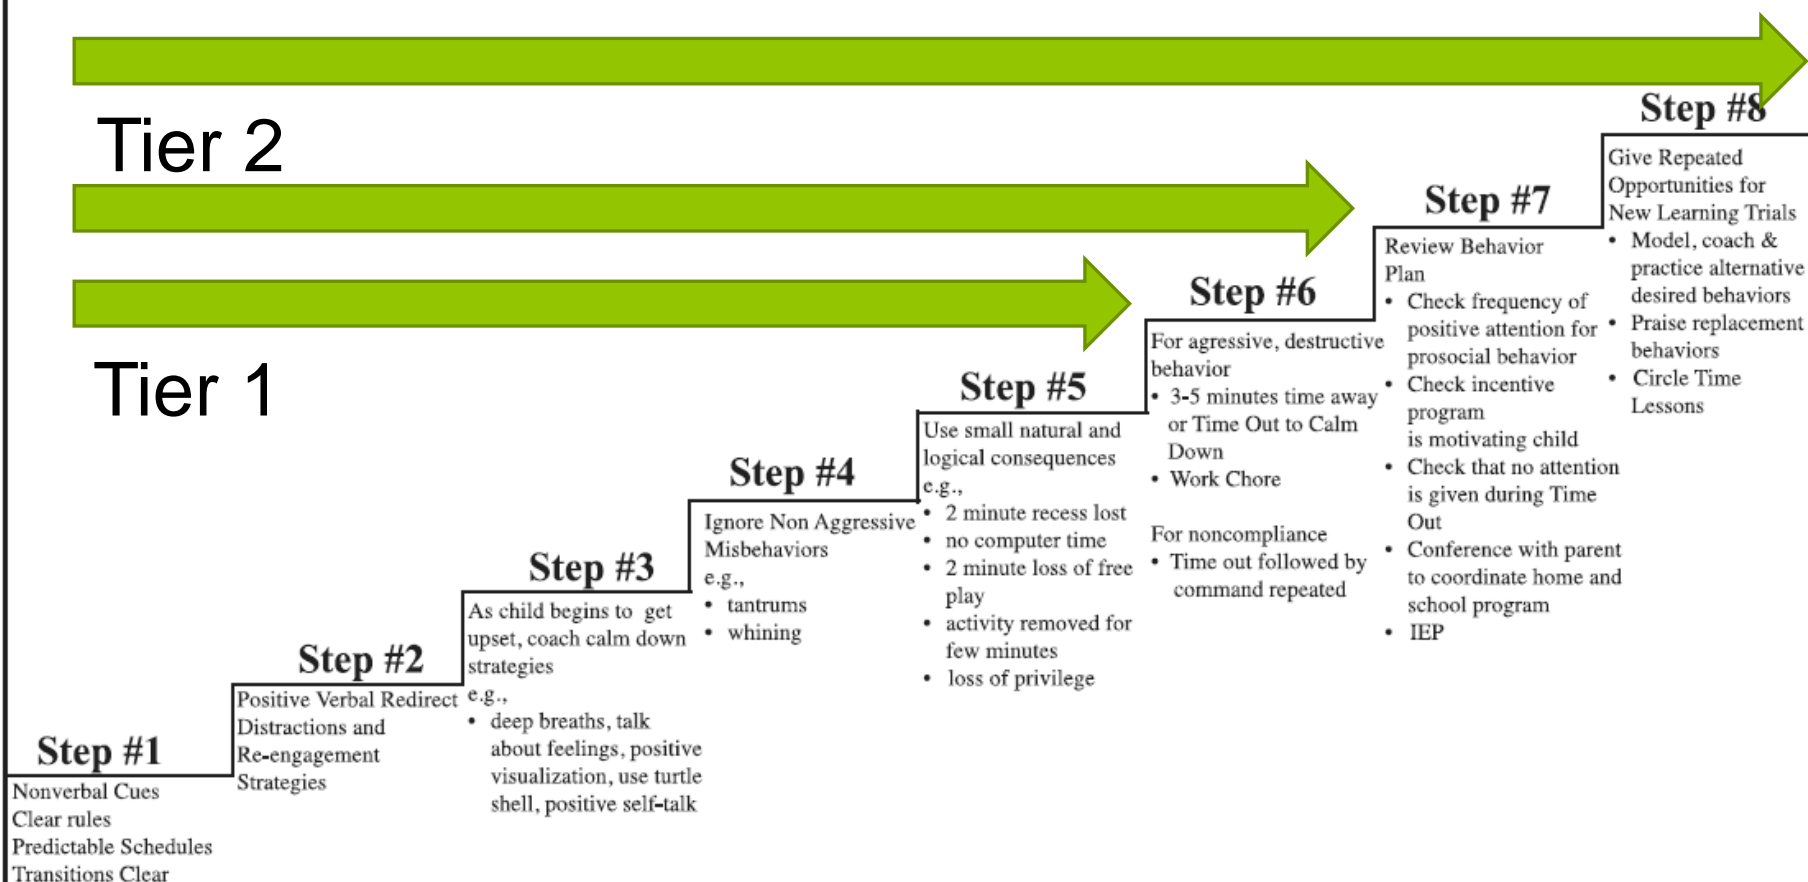 Tier 2
Tier 1
Step #1
Nonverbal Cues
Clear rules
Predictable Schedules
Transitions Clear
Step #2
Positive Verbal Redirect
Distractions and
Re-engagement
Strategies
Step #3
As child begins to get
upset, coach calm down
strategies
e.g.,
• deep breaths, talk
about feelings, positive
visualization, use turtle
shell, positive self-talk
Step #4
Ignore Non Aggressive
Misbehaviors
e.g.,
• tantrums
• whining
Step #5
Use small natural and
logical consequences
e.g.,
• 2 minute recess lost
• no computer time
• 2 minute loss of free
play
• activity removed for
few minutes
• loss of privilege
Step #6
For agressive, destructive
behavior
• 3-5 minutes time away
or Time Out to Calm
Down
• Work Chore
For noncompliance
• Time out followed by
command repeated
Step #7
Review Behavior
Plan
• Check frequency of
positive attention for
prosocial behavior
• Check incentive
program
is motivating child
• Check that no attention
is given during Time
Out
• Conference with parent
to coordinate home and
school program
• IEP
Step #8
Give Repeated
Opportunities for
New Learning Trials
• Model, coach &
practice alternative
desired behaviors
• Praise replacement
behaviors
• Circle Time
Lessons